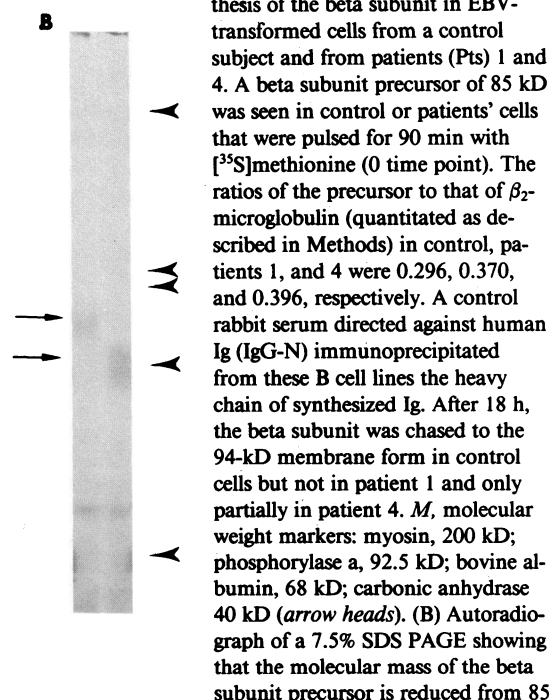 B
thesis of the beta subunit in EBV-
transformed cells from a control
subject and from patients (Pts) 1 and
4. A beta subunit precursor of 85 kD
was seen in control or patients’ cells
that were pulsed for 90 min with
[³⁵S]methionine (0 time point). The
ratios of the precursor to that of β₂-
microglobulin (quantitated as de-
scribed in Methods) in control, pa-
tients 1, and 4 were 0.296, 0.370,
and 0.396, respectively. A control
rabbit serum directed against human
Ig (IgG-N) immunoprecipitated
from these B cell lines the heavy
chain of synthesized Ig. After 18 h,
the beta subunit was chased to the
94-kD membrane form in control
cells but not in patient 1 and only
partially in patient 4. M, molecular
weight markers: myosin, 200 kD;
phosphorylase a, 92.5 kD; bovine al-
bumin, 68 kD; carbonic anhydrase
40 kD (arrow heads). (B) Autoradio-
graph of a 7.5% SDS PAGE showing
that the molecular mass of the beta
subunit precursor is reduced from 85